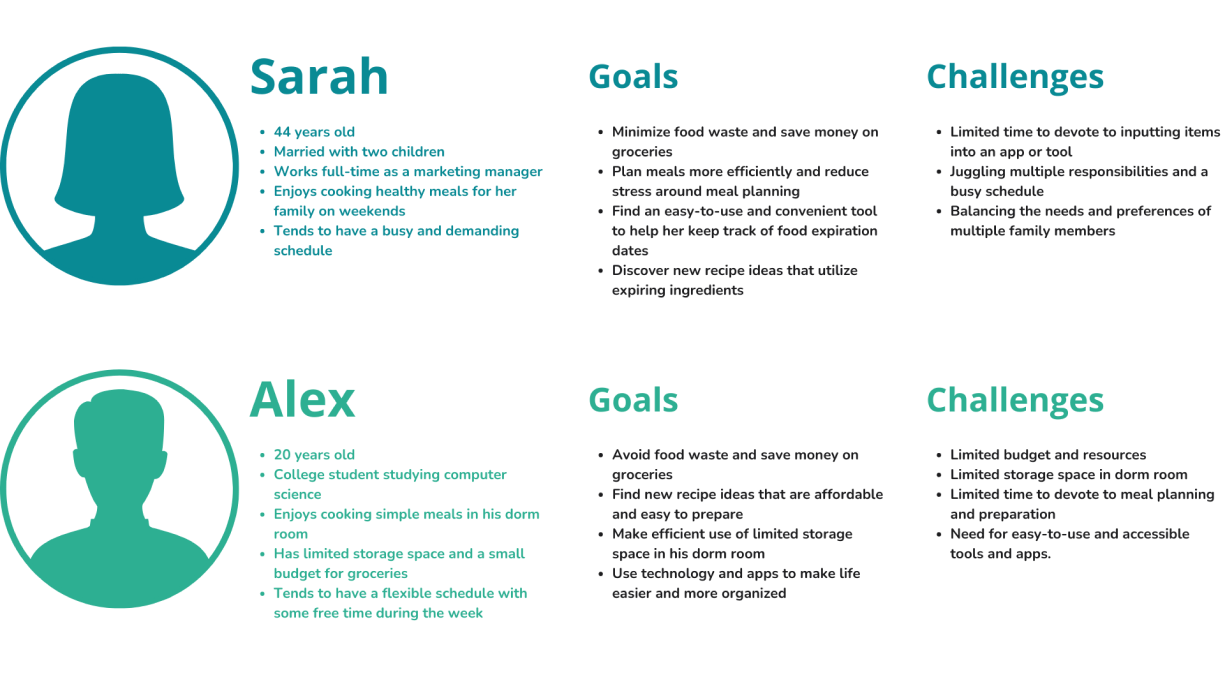 Sarah
• 44 years old
• Married with two children
• Works full-time as a marketing manager
• Enjoys cooking healthy meals for her
family on weekends
• Tends to have a busy and demanding
schedule
Goals
• Minimize food waste and save money on
groceries
• Plan meals more efficiently and reduce
stress around meal planning
• Find an easy-to-use and convenient tool
to help her keep track of food expiration
dates
• Discover new recipe ideas that utilize
expiring ingredients
Challenges
• Limited time to devote to inputting items
into an app or tool
• Juggling multiple responsibilities and a
busy schedule
• Balancing the needs and preferences of
multiple family members
Alex
• 20 years old
• College student studying computer
science
• Enjoys cooking simple meals in his dorm
room
• Has limited storage space and a small
budget for groceries
• Tends to have a flexible schedule with
some free time during the week
Goals
• Avoid food waste and save money on
groceries
• Find new recipe ideas that are affordable
and easy to prepare
• Make efficient use of limited storage
space in his dorm room
• Use technology and apps to make life
easier and more organized
Challenges
• Limited budget and resources
• Limited storage space in dorm room
• Limited time to devote to meal planning
and preparation
• Need for easy-to-use and accessible
tools and apps.